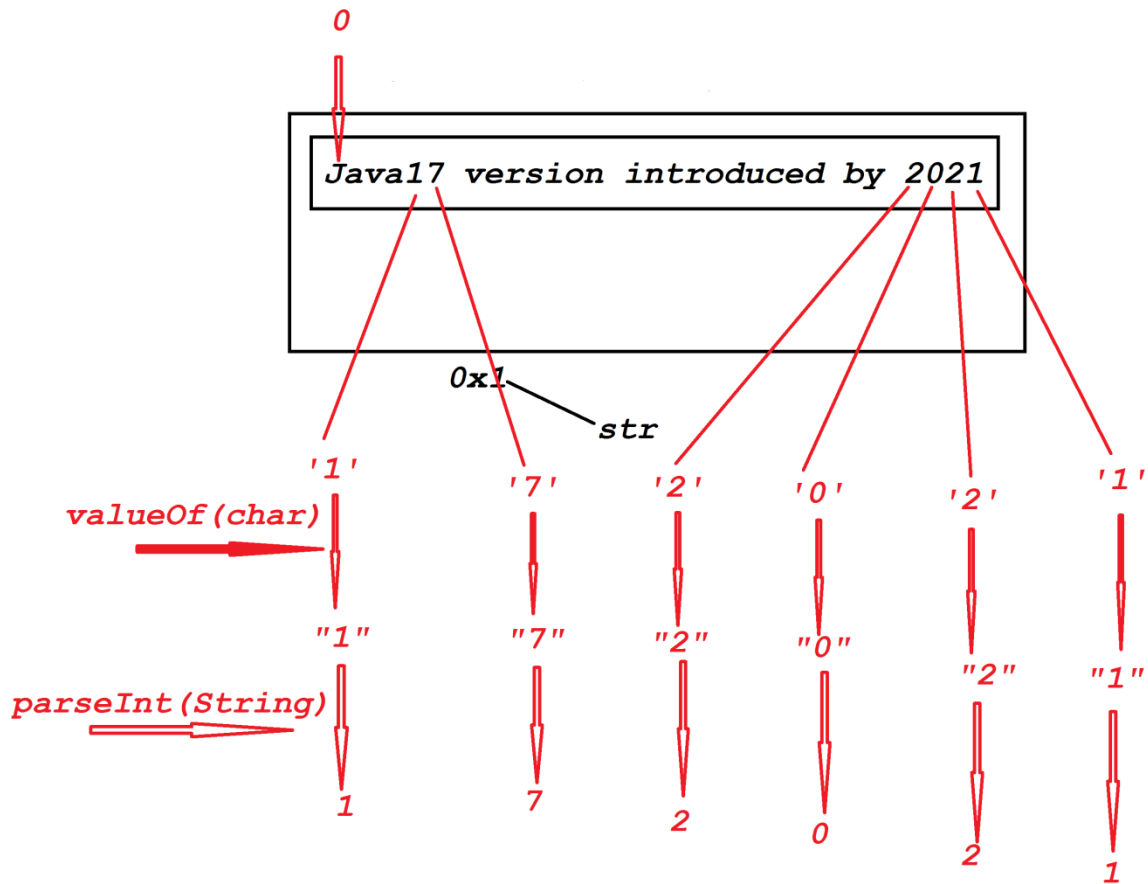 0
Java17 version introduced by 2021
0x1
str
'1' '7' '2' '0' '2' '1'
valueOf(char)
"1" "7" "2" "0" "2" "1"
parseInt(String)
1 7 2 0 2 1